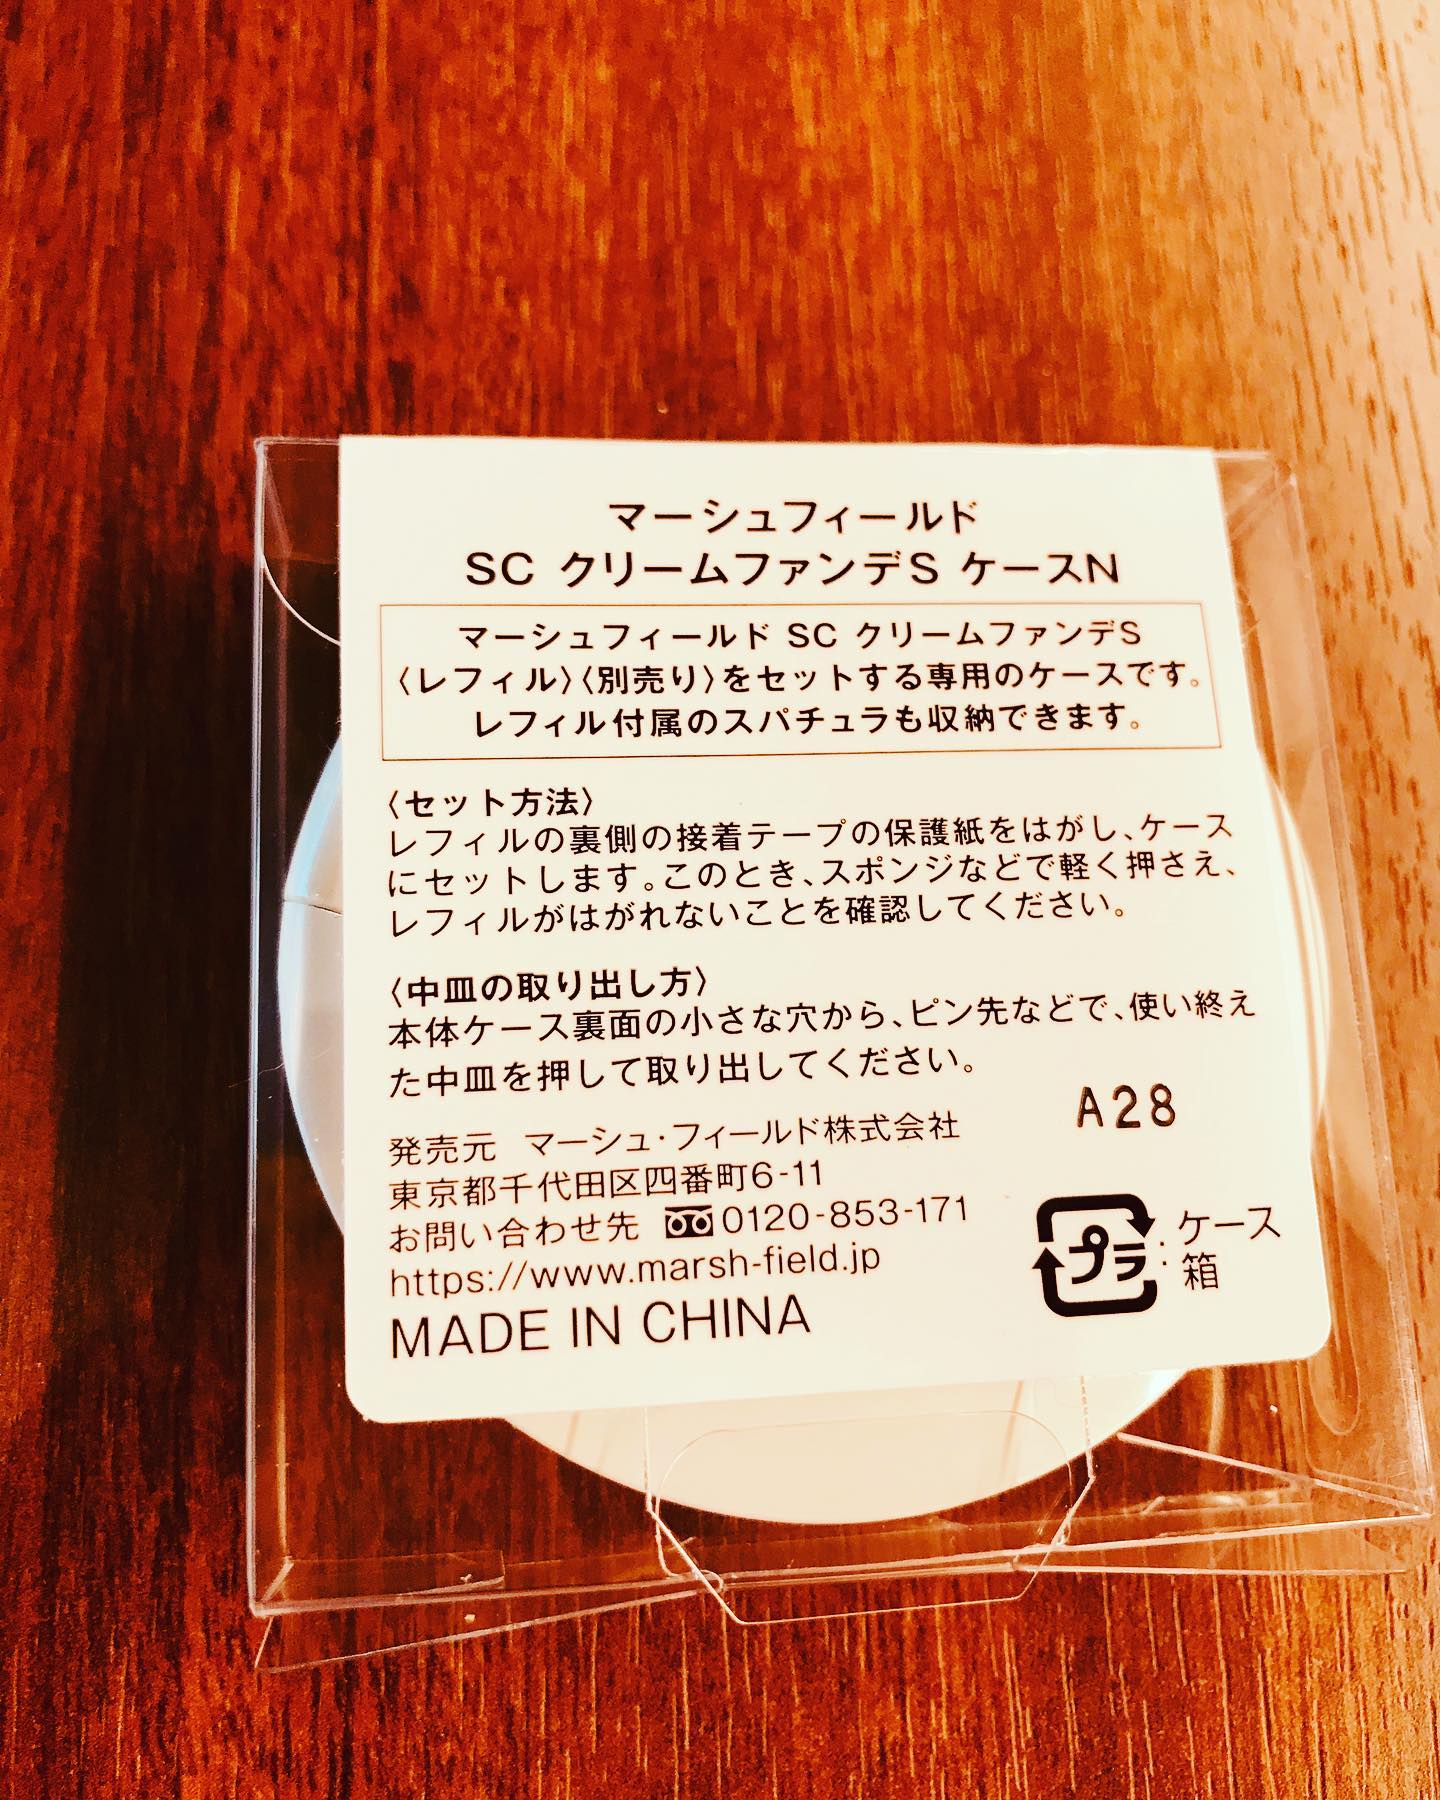 マーシュフィールド
SC クリームファンデS ケースN
マーシュフィールド SC クリームファンデS
〈レフィル〉〈別売り〉をセットする専用のケースです。
レフィル付属のスパチュラも収納できます。
〈セット方法〉
レフィルの裏側の接着テープの保護紙をはがし、ケース
にセットします。このとき、スポンジなどで軽く押さえ、
レフィルがはがれないことを確認してください。
〈中皿の取り出し方〉
本体ケース裏面の小さな穴から、ピン先などで、使い終え
た中皿を押して取り出してください。
A28
発売元 マーシュ・フィールド株式会社
東京都千代田区四番町6-11
お問い合わせ先 0120-853-171
https://www.marsh-field.jp
MADE IN CHINA
プラ : ケース
箱